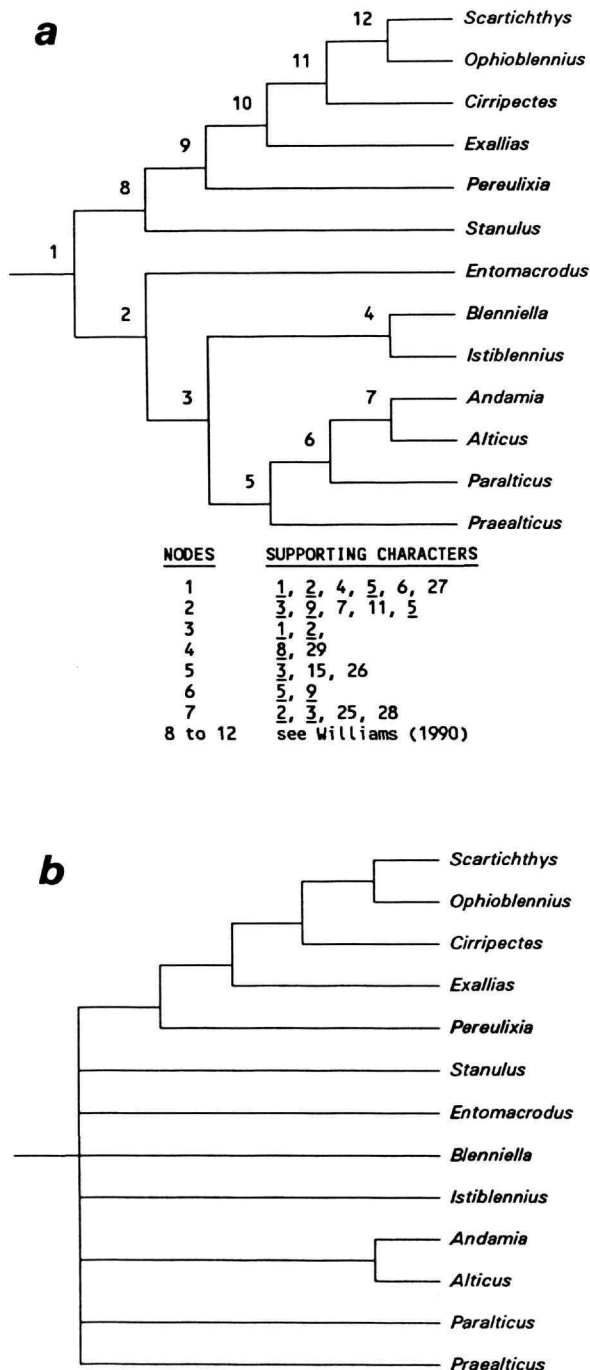 a
12
Scartichthys
Ophioblennius
11
Cirripectes
10
Exallias
9
Pereulixia
8
Stanulus
1
Entomacrodus
2
4
Blenniella
Istiblennius
3
7
Andamia
Alticus
6
Paralticus
5
Praealticus
NODES SUPPORTING CHARACTERS
1 1, 2, 4, 5, 6, 27
2 3, 9, 7, 11, 5
3 1, 2,
4 8, 29
5 3, 15, 26
6 5, 9
7 2, 3, 25, 28
8 to 12 see Williams (1990)
b
Scartichthys
Ophioblennius
Cirripectes
Exallias
Pereulixia
Stanulus
Entomacrodus
Blenniella
Istiblennius
Andamia
Alticus
Paralticus
Praealticus